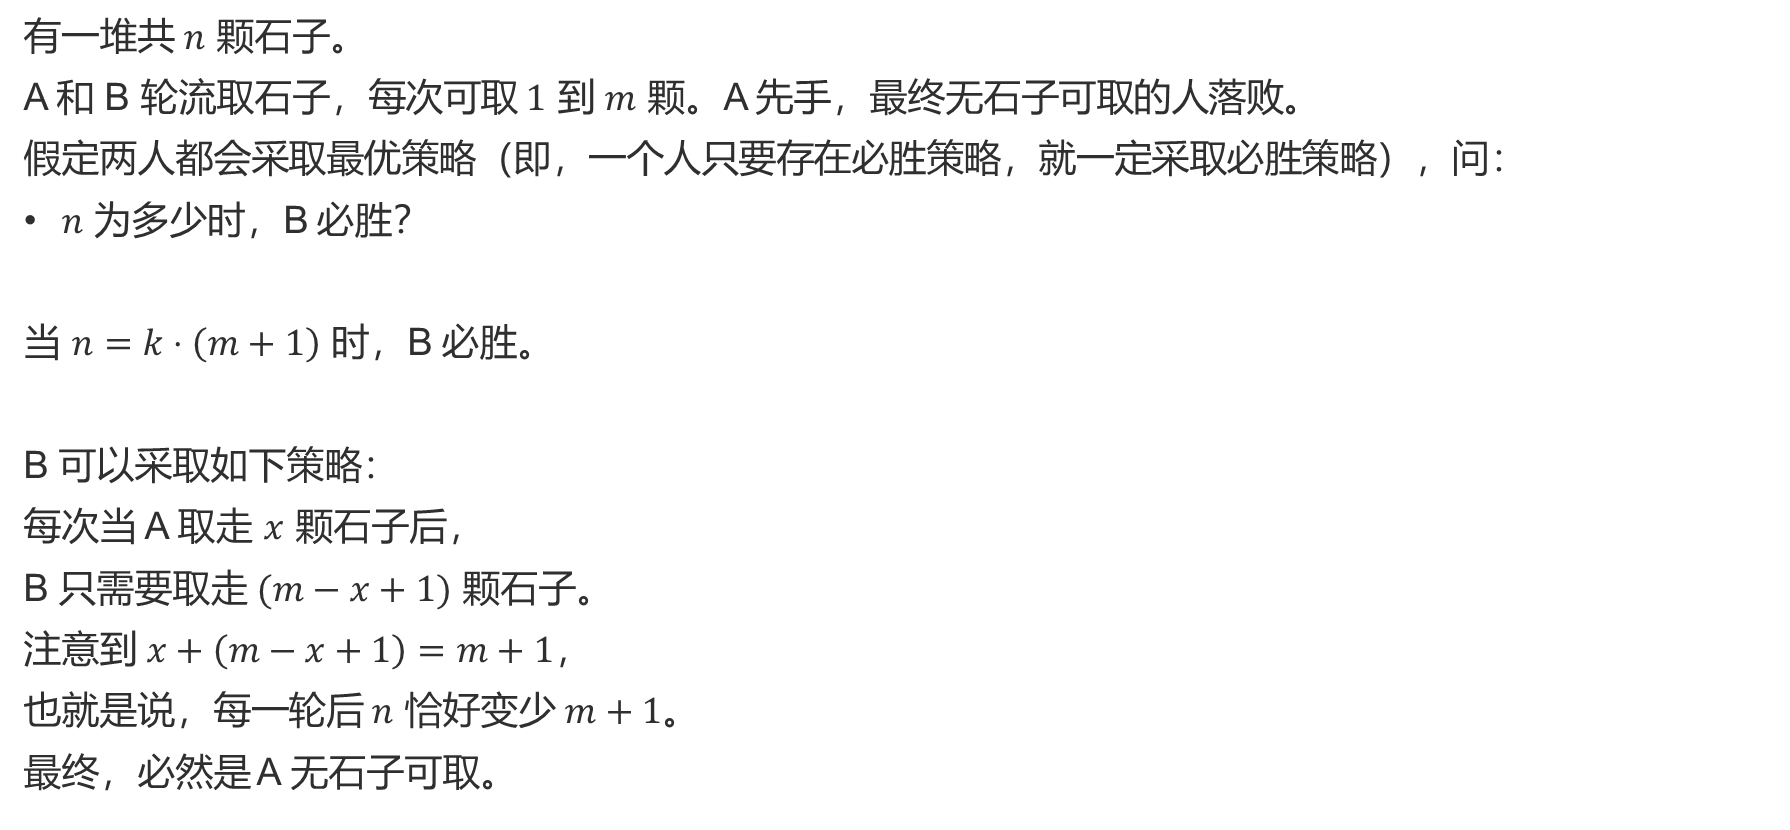 有一堆共 n 颗石子。
A 和 B 轮流取石子，每次可取 1 到 m 颗。A 先手，最终无石子可取的人落败。
假定两人都会采取最优策略（即，一个人只要存在必胜策略，就一定采取必胜策略），问：
• n 为多少时，B 必胜？
当 n = k · (m + 1) 时，B 必胜。
B 可以采取如下策略：
每次当 A 取走 x 颗石子后，
B 只需要取走 (m − x + 1) 颗石子。
注意到 x + (m − x + 1) = m + 1，
也就是说，每一轮后 n 恰好变少 m + 1。
最终，必然是 A 无石子可取。